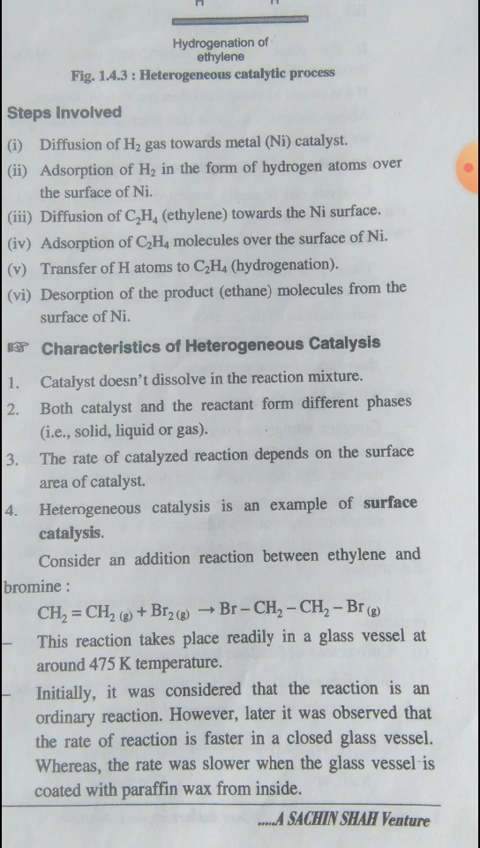 H H
Hydrogenation of
ethylene
Fig. 1.4.3 : Heterogeneous catalytic process
Steps Involved
(i) Diffusion of H₂ gas towards metal (Ni) catalyst.
(ii) Adsorption of H₂ in the form of hydrogen atoms over
the surface of Ni.
(iii) Diffusion of C₂H₄ (ethylene) towards the Ni surface.
(iv) Adsorption of C₂H₄ molecules over the surface of Ni.
(v) Transfer of H atoms to C₂H₄ (hydrogenation).
(vi) Desorption of the product (ethane) molecules from the
surface of Ni.
☞ Characteristics of Heterogeneous Catalysis
1. Catalyst doesn't dissolve in the reaction mixture.
2. Both catalyst and the reactant form different phases
(i.e., solid, liquid or gas).
3. The rate of catalyzed reaction depends on the surface
area of catalyst.
4. Heterogeneous catalysis is an example of surface
catalysis.
Consider an addition reaction between ethylene and
bromine :
CH₂ = CH₂ (g) + Br₂ (g) → Br – CH₂ – CH₂ – Br (g)
– This reaction takes place readily in a glass vessel at
around 475 K temperature.
– Initially, it was considered that the reaction is an
ordinary reaction. However, later it was observed that
the rate of reaction is faster in a closed glass vessel.
Whereas, the rate was slower when the glass vessel is
coated with paraffin wax from inside.
.....A SACHIN SHAH Venture